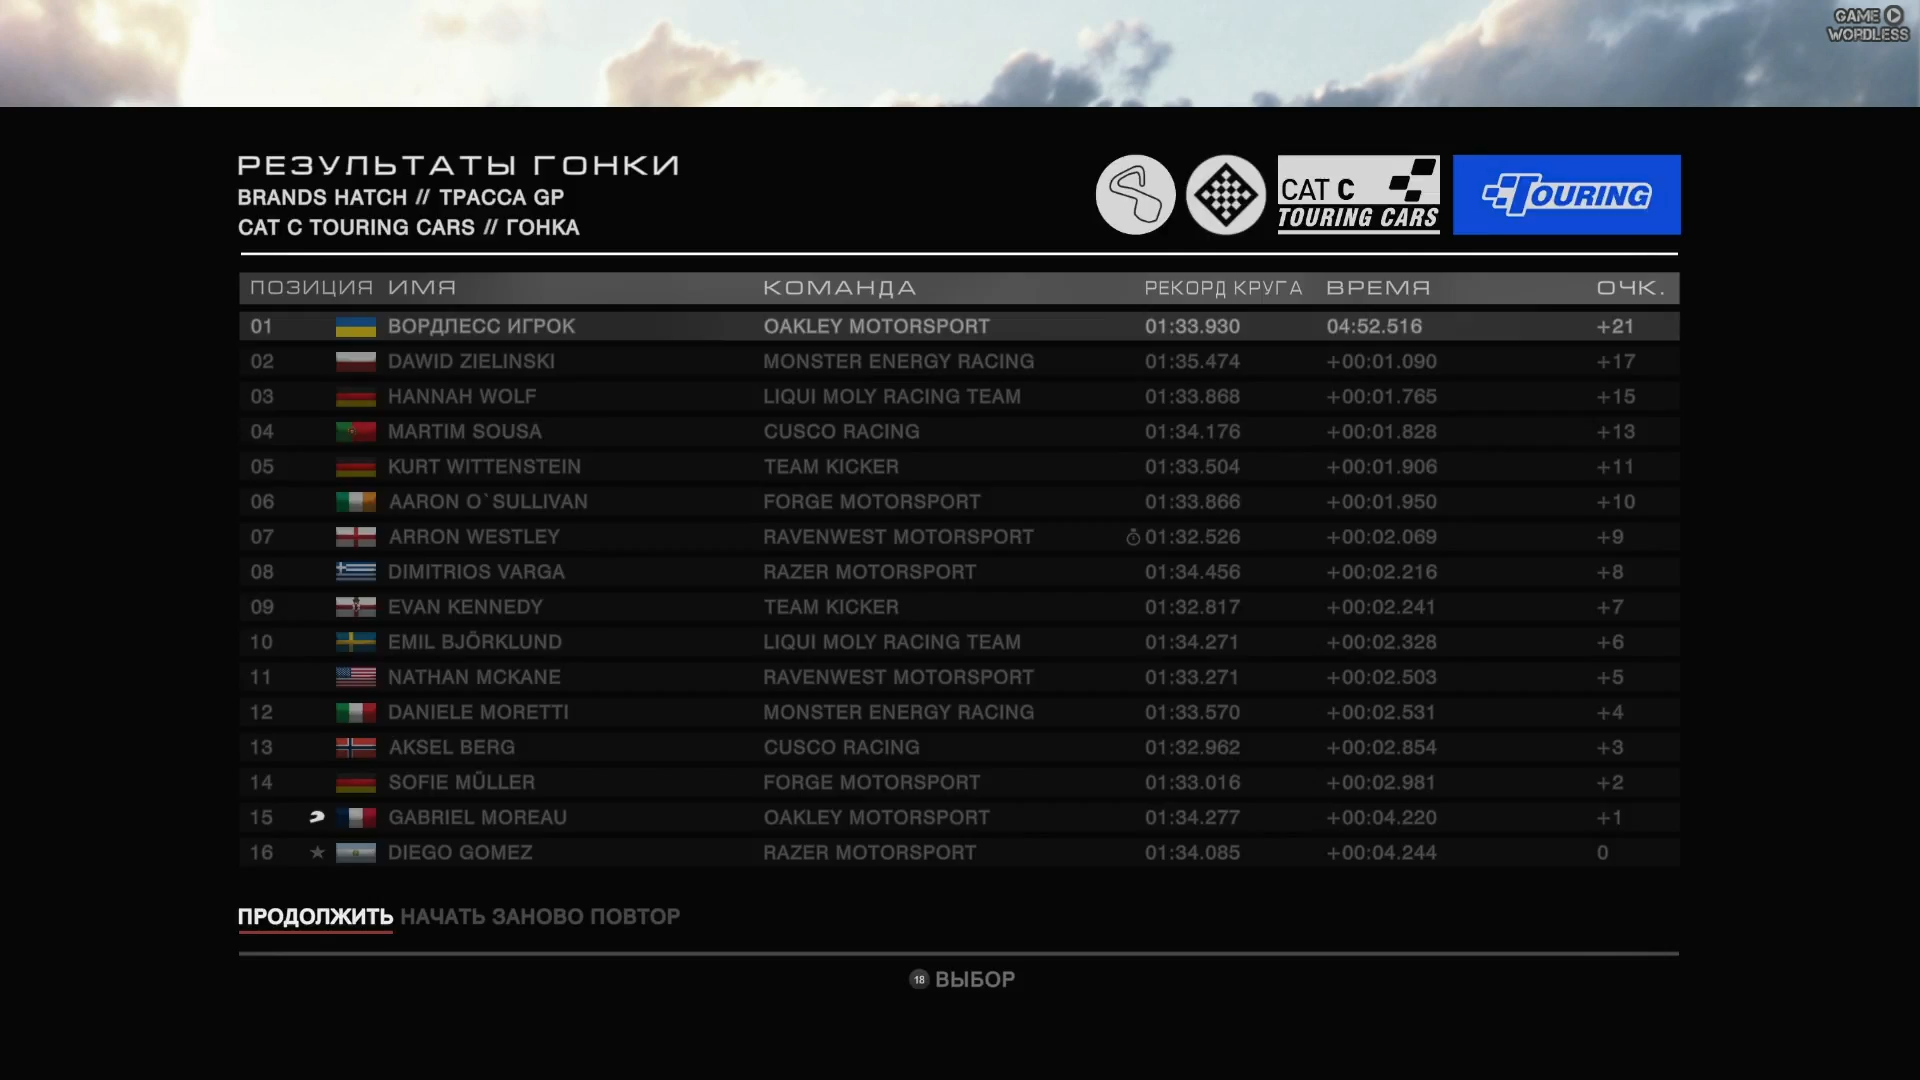 GAME
WORDLESS
РЕЗУЛЬТАТЫ ГОНКИ
BRANDS HATCH // ТРАССА GP
CAT C TOURING CARS // ГОНКА
CAT C
TOURING CARS
TOURING
ПОЗИЦИЯ ИМЯ КОМАНДА РЕКОРД КРУГА ВРЕМЯ ОЧК.
01 ВОРДЛЕСС ИГРОК OAKLEY MOTORSPORT 01:33.930 04:52.516 +21
02 DAWID ZIELINSKI MONSTER ENERGY RACING 01:35.474 +00:01.090 +17
03 HANNAH WOLF LIQUI MOLY RACING TEAM 01:33.868 +00:01.765 +15
04 MARTIM SOUSA CUSCO RACING 01:34.176 +00:01.828 +13
05 KURT WITTENSTEIN TEAM KICKER 01:33.504 +00:01.906 +11
06 AARON O`SULLIVAN FORGE MOTORSPORT 01:33.866 +00:01.950 +10
07 ARRON WESTLEY RAVENWEST MOTORSPORT 01:32.526 +00:02.069 +9
08 DIMITRIOS VARGA RAZER MOTORSPORT 01:34.456 +00:02.216 +8
09 EVAN KENNEDY TEAM KICKER 01:32.817 +00:02.241 +7
10 EMIL BJÖRKLUND LIQUI MOLY RACING TEAM 01:34.271 +00:02.328 +6
11 NATHAN MCKANE RAVENWEST MOTORSPORT 01:33.271 +00:02.503 +5
12 DANIELE MORETTI MONSTER ENERGY RACING 01:33.570 +00:02.531 +4
13 AKSEL BERG CUSCO RACING 01:32.962 +00:02.854 +3
14 SOFIE MÜLLER FORGE MOTORSPORT 01:33.016 +00:02.981 +2
15 GABRIEL MOREAU OAKLEY MOTORSPORT 01:34.277 +00:04.220 +1
16 DIEGO GOMEZ RAZER MOTORSPORT 01:34.085 +00:04.244 0
ПРОДОЛЖИТЬ НАЧАТЬ ЗАНОВО ПОВТОР
18 ВЫБОР